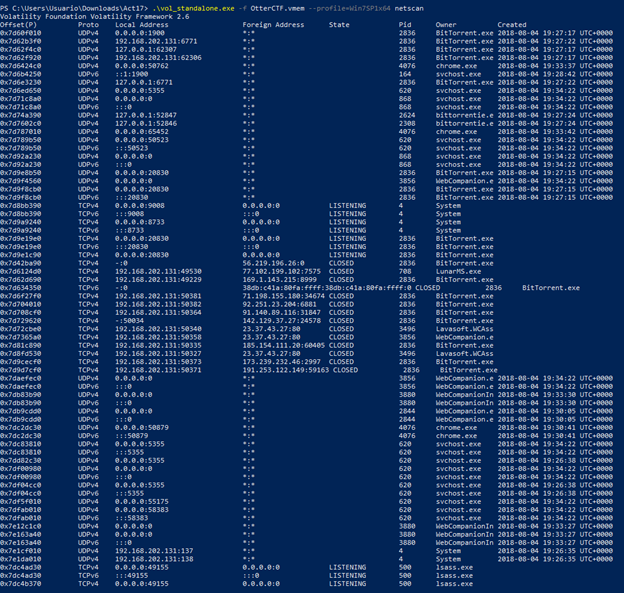 PS C:\Users\Usuario\Downloads\Act17> .\vol_standalone.exe -f OtterCTF.vmem --profile=Win7SP1x64 netscan
Volatility Foundation Volatility Framework 2.6
Offset(P) Proto Local Address Foreign Address State Pid Owner Created
0x7d60f010 UDPv4 0.0.0.0:1900 *:* 2836 BitTorrent.exe 2018-08-04 19:27:17 UTC+0000
0x7d62b3f0 UDPv4 192.168.202.131:6771 *:* 2836 BitTorrent.exe 2018-08-04 19:27:22 UTC+0000
0x7d62f4c0 UDPv4 127.0.0.1:62307 *:* 2836 BitTorrent.exe 2018-08-04 19:27:17 UTC+0000
0x7d62f920 UDPv4 192.168.202.131:62306 *:* 2836 BitTorrent.exe 2018-08-04 19:27:17 UTC+0000
0x7d6424c0 UDPv4 0.0.0.0:50762 *:* 4076 chrome.exe 2018-08-04 19:33:37 UTC+0000
0x7d6b4250 UDPv6 ::1:1900 *:* 164 svchost.exe 2018-08-04 19:28:42 UTC+0000
0x7d6e3230 UDPv4 127.0.0.1:6771 *:* 2836 BitTorrent.exe 2018-08-04 19:27:22 UTC+0000
0x7d6ed650 UDPv4 0.0.0.0:5355 *:* 620 svchost.exe 2018-08-04 19:34:22 UTC+0000
0x7d71c8a0 UDPv4 0.0.0.0:0 *:* 868 svchost.exe 2018-08-04 19:34:22 UTC+0000
0x7d71c8a0 UDPv6 :::0 *:* 868 svchost.exe 2018-08-04 19:34:22 UTC+0000
0x7d74a390 UDPv4 127.0.0.1:52847 *:* 2624 bittorrentie.e 2018-08-04 19:27:24 UTC+0000
0x7d7602c0 UDPv4 127.0.0.1:52846 *:* 2308 bittorrentie.e 2018-08-04 19:27:24 UTC+0000
0x7d787010 UDPv4 0.0.0.0:65452 *:* 4076 chrome.exe 2018-08-04 19:33:42 UTC+0000
0x7d789b50 UDPv4 0.0.0.0:50523 *:* 620 svchost.exe 2018-08-04 19:34:22 UTC+0000
0x7d789b50 UDPv6 :::50523 *:* 620 svchost.exe 2018-08-04 19:34:22 UTC+0000
0x7d92a230 UDPv4 0.0.0.0:0 *:* 868 svchost.exe 2018-08-04 19:34:22 UTC+0000
0x7d92a230 UDPv6 :::0 *:* 868 svchost.exe 2018-08-04 19:34:22 UTC+0000
0x7d9e8b50 UDPv4 0.0.0.0:20830 *:* 2836 BitTorrent.exe 2018-08-04 19:27:15 UTC+0000
0x7d9f4560 UDPv4 0.0.0.0:0 *:* 3856 WebCompanion.e 2018-08-04 19:34:22 UTC+0000
0x7d9f8cb0 UDPv4 0.0.0.0:20830 *:* 2836 BitTorrent.exe 2018-08-04 19:27:15 UTC+0000
0x7d9f8cb0 UDPv6 :::20830 *:* 2836 BitTorrent.exe 2018-08-04 19:27:15 UTC+0000
0x7d8bb390 TCPv4 0.0.0.0:9008 0.0.0.0:0 LISTENING 4 System
0x7d8bb390 TCPv6 :::9008 :::0 LISTENING 4 System
0x7d9a9240 TCPv4 0.0.0.0:8733 0.0.0.0:0 LISTENING 4 System
0x7d9a9240 TCPv6 :::8733 :::0 LISTENING 4 System
0x7d9e19e0 TCPv4 0.0.0.0:20830 0.0.0.0:0 LISTENING 2836 BitTorrent.exe
0x7d9e19e0 TCPv6 :::20830 :::0 LISTENING 2836 BitTorrent.exe
0x7d9e1c90 TCPv4 0.0.0.0:20830 0.0.0.0:0 LISTENING 2836 BitTorrent.exe
0x7d42ba90 TCPv4 -:0 56.219.196.26:0 CLOSED 2836 BitTorrent.exe
0x7d6124d0 TCPv4 192.168.202.131:49530 77.102.199.102:7575 CLOSED 708 LunarMS.exe
0x7d62d690 TCPv4 192.168.202.131:49229 169.1.143.215:8999 CLOSED 2836 BitTorrent.exe
0x7d634350 TCPv6 -:0 38db:c41a:80fa:ffff:38db:c41a:80fa:ffff:0 CLOSED 2836 BitTorrent.exe
0x7d6f27f0 TCPv4 192.168.202.131:50381 71.198.155.180:34674 CLOSED 2836 BitTorrent.exe
0x7d704010 TCPv4 192.168.202.131:50382 92.251.23.204:6881 CLOSED 2836 BitTorrent.exe
0x7d708cf0 TCPv4 192.168.202.131:50364 91.140.89.116:31847 CLOSED 2836 BitTorrent.exe
0x7d729620 TCPv4 -:50034 142.129.37.27:24578 CLOSED 2836 BitTorrent.exe
0x7d72cbe0 TCPv4 192.168.202.131:50340 23.37.43.27:80 CLOSED 3496 Lavasoft.WCAss
0x7d7365a0 TCPv4 192.168.202.131:50358 23.37.43.27:80 CLOSED 3856 WebCompanion.e
0x7d81c890 TCPv4 192.168.202.131:50335 185.154.111.20:60405 CLOSED 2836 BitTorrent.exe
0x7d8fd530 TCPv4 192.168.202.131:50327 23.37.43.27:80 CLOSED 3496 Lavasoft.WCAss
0x7d9cecf0 TCPv4 192.168.202.131:50373 173.239.232.46:2997 CLOSED 2836 BitTorrent.exe
0x7d9d7cf0 TCPv4 192.168.202.131:50371 191.253.122.149:59163 CLOSED 2836 BitTorrent.exe
0x7daefec0 UDPv4 0.0.0.0:0 *:* 3856 WebCompanion.e 2018-08-04 19:34:22 UTC+0000
0x7daefec0 UDPv6 :::0 *:* 3856 WebCompanion.e 2018-08-04 19:34:22 UTC+0000
0x7db83b90 UDPv4 0.0.0.0:0 *:* 3880 WebCompanionIn 2018-08-04 19:33:30 UTC+0000
0x7db83b90 UDPv6 :::0 *:* 3880 WebCompanionIn 2018-08-04 19:33:30 UTC+0000
0x7db9cdd0 UDPv4 0.0.0.0:0 *:* 2844 WebCompanion.e 2018-08-04 19:30:05 UTC+0000
0x7db9cdd0 UDPv6 :::0 *:* 2844 WebCompanion.e 2018-08-04 19:30:05 UTC+0000
0x7dc2dc30 UDPv4 0.0.0.0:50879 *:* 4076 chrome.exe 2018-08-04 19:30:41 UTC+0000
0x7dc2dc30 UDPv6 :::50879 *:* 4076 chrome.exe 2018-08-04 19:30:41 UTC+0000
0x7dc83810 UDPv4 0.0.0.0:5355 *:* 620 svchost.exe 2018-08-04 19:34:22 UTC+0000
0x7dc83810 UDPv6 :::5355 *:* 620 svchost.exe 2018-08-04 19:34:22 UTC+0000
0x7dd82c30 UDPv4 0.0.0.0:5355 *:* 620 svchost.exe 2018-08-04 19:26:38 UTC+0000
0x7df00980 UDPv4 0.0.0.0:0 *:* 620 svchost.exe 2018-08-04 19:34:22 UTC+0000
0x7df00980 UDPv6 :::0 *:* 620 svchost.exe 2018-08-04 19:34:22 UTC+0000
0x7df04cc0 UDPv4 0.0.0.0:5355 *:* 620 svchost.exe 2018-08-04 19:26:38 UTC+0000
0x7df04cc0 UDPv6 :::5355 *:* 620 svchost.exe 2018-08-04 19:26:38 UTC+0000
0x7df5f010 UDPv4 0.0.0.0:55175 *:* 620 svchost.exe 2018-08-04 19:34:22 UTC+0000
0x7dfab010 UDPv4 0.0.0.0:58383 *:* 620 svchost.exe 2018-08-04 19:34:22 UTC+0000
0x7dfab010 UDPv6 :::58383 *:* 620 svchost.exe 2018-08-04 19:34:22 UTC+0000
0x7e12c1c0 UDPv4 0.0.0.0:0 *:* 3880 WebCompanionIn 2018-08-04 19:33:27 UTC+0000
0x7e163a40 UDPv4 0.0.0.0:0 *:* 3880 WebCompanionIn 2018-08-04 19:33:27 UTC+0000
0x7e163a40 UDPv6 :::0 *:* 3880 WebCompanionIn 2018-08-04 19:33:27 UTC+0000
0x7e1cf010 UDPv4 192.168.202.131:137 *:* 4 System 2018-08-04 19:26:35 UTC+0000
0x7e1da010 UDPv4 192.168.202.131:138 *:* 4 System 2018-08-04 19:26:35 UTC+0000
0x7dc4ad30 TCPv4 0.0.0.0:49155 0.0.0.0:0 LISTENING 500 lsass.exe
0x7dc4ad30 TCPv6 :::49155 :::0 LISTENING 500 lsass.exe
0x7dc4b370 TCPv4 0.0.0.0:49155 0.0.0.0:0 LISTENING 500 lsass.exe